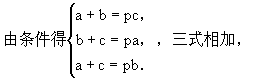 a + b = pc，
由条件得{b + c = pa，，三式相加，
a + c = pb.